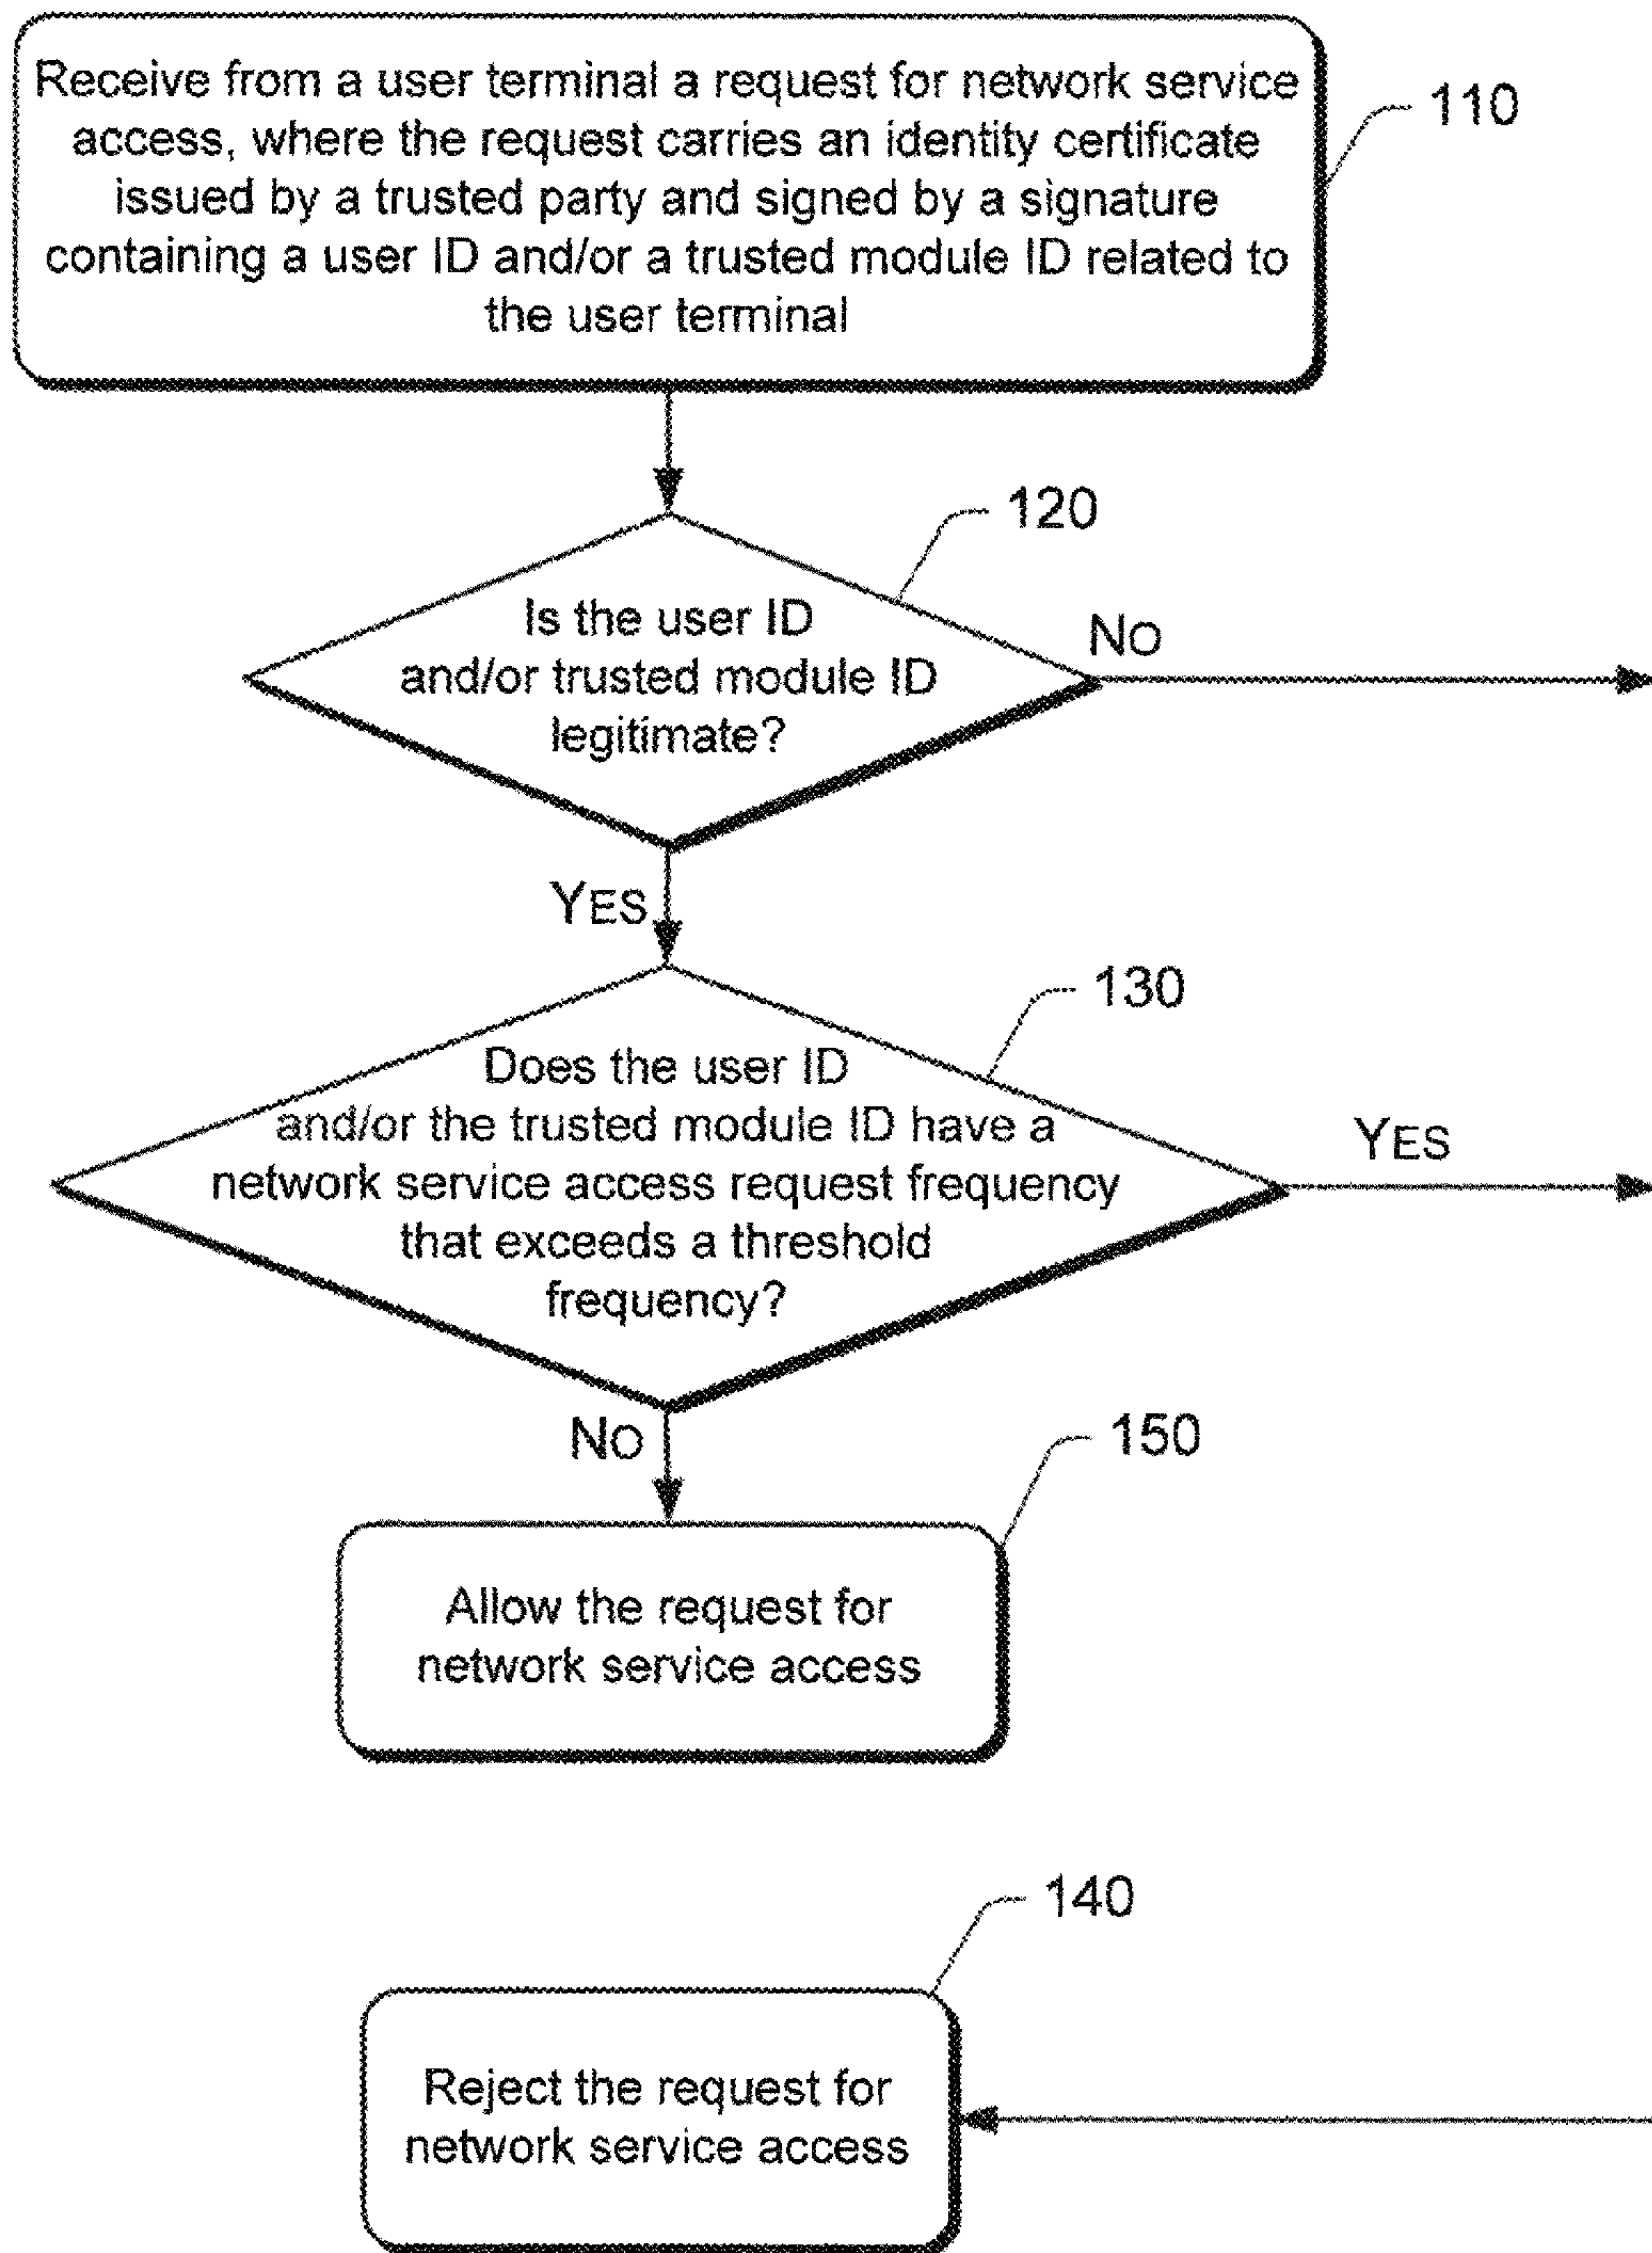 Receive from a user terminal a request for network service
access, where the request carries an identity certificate
issued by a trusted party and signed by a signature
containing a user ID and/or a trusted module ID related to
the user terminal
110
120
Is the user ID
and/or trusted module ID
legitimate?
NO
YES
130
Does the user ID
and/or the trusted module ID have a
network service access request frequency
that exceeds a threshold
frequency?
YES
NO
150
Allow the request for
network service access
140
Reject the request for
network service access